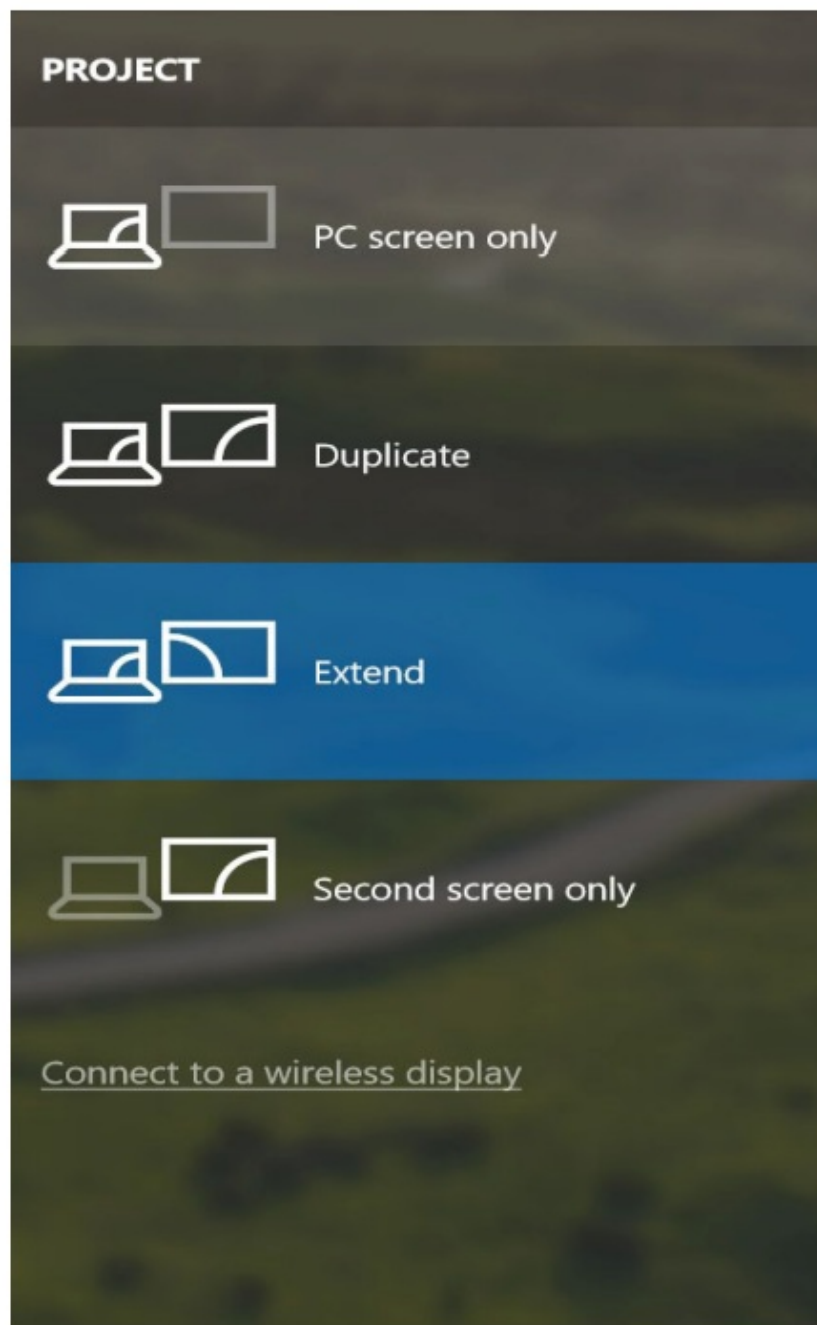 PROJECT
PC screen only
Duplicate
Extend
Second screen only
Connect to a wireless display